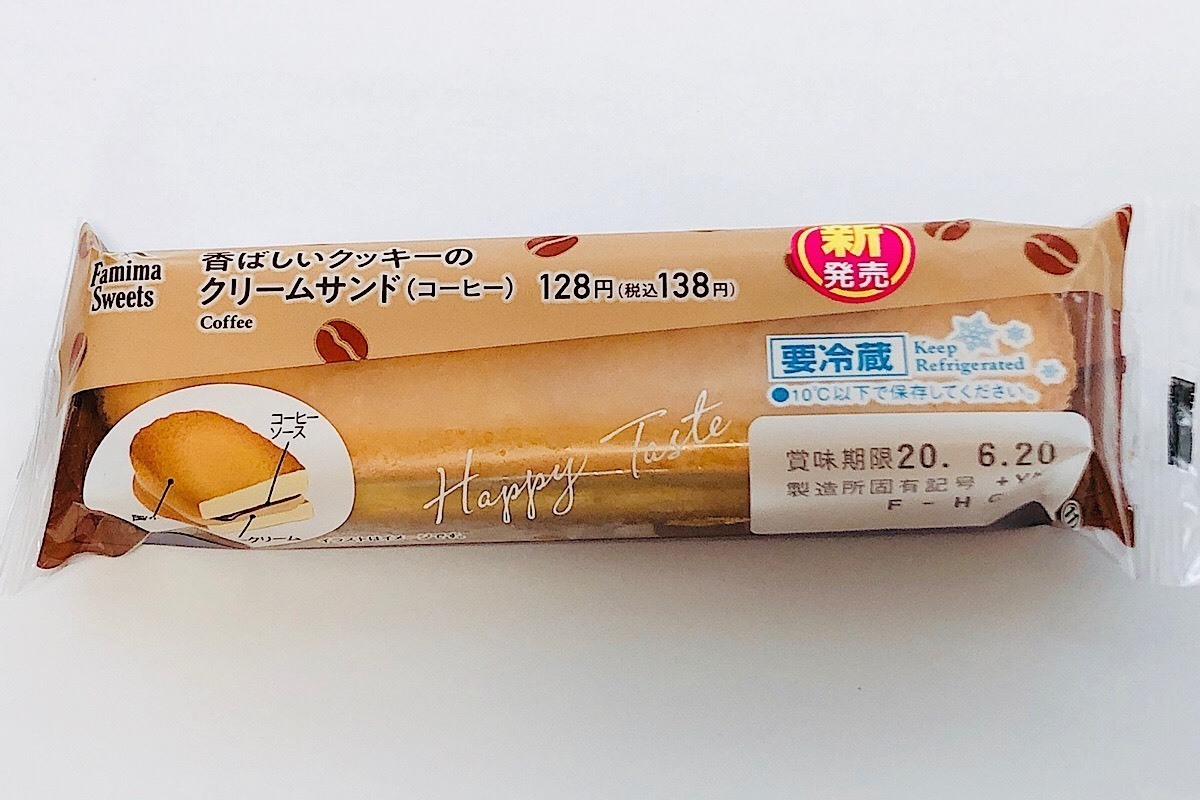 Famima
Sweets
香ばしいクッキーの
クリームサンド(コーヒー) 128円(税込138円)
Coffee
新
発売
要冷蔵
Keep
Refrigerated
●10℃以下で保存してください。
コーヒー
ソース
クリーム
Happy Taste
賞味期限20. 6.20
製造所固有記号